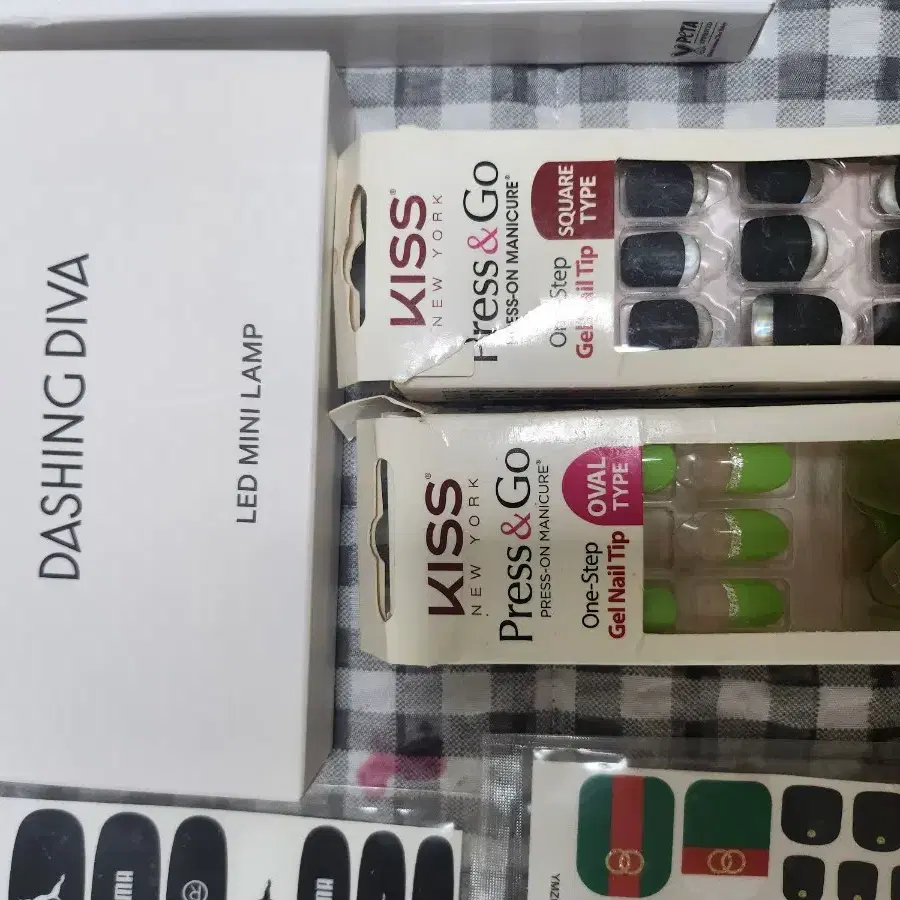 PETA
DASHING DIVA
LED MINI LAMP
KISS®
NEW YORK
Press&Go
PRESS-ON MANICURE®
SQUARE
TYPE
One-Step
Gel Nail Tip
KISS®
NEW YORK
Press&Go
PRESS-ON MANICURE®
OVAL
TYPE
One-Step
Gel Nail Tip
®